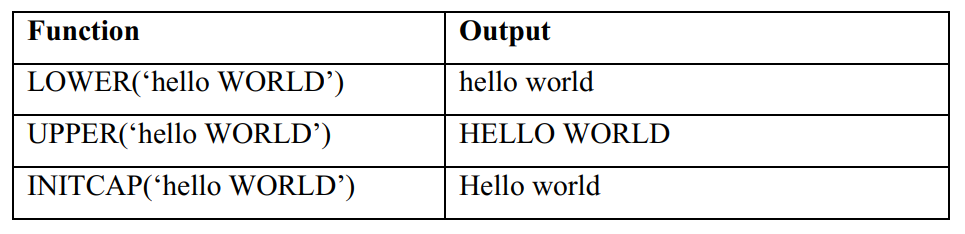 Function Output
LOWER(‘hello WORLD’) hello world
UPPER(‘hello WORLD’) HELLO WORLD
INITCAP(‘hello WORLD’) Hello world